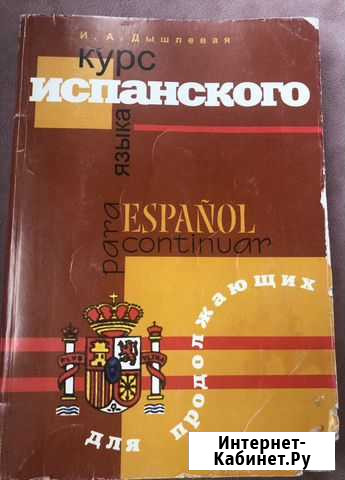 И. А. Дышлевая
курс
испанского
языка
para
ESPAÑOL
continuar
для продолжающих
Интернет-
Кабинет.Ру